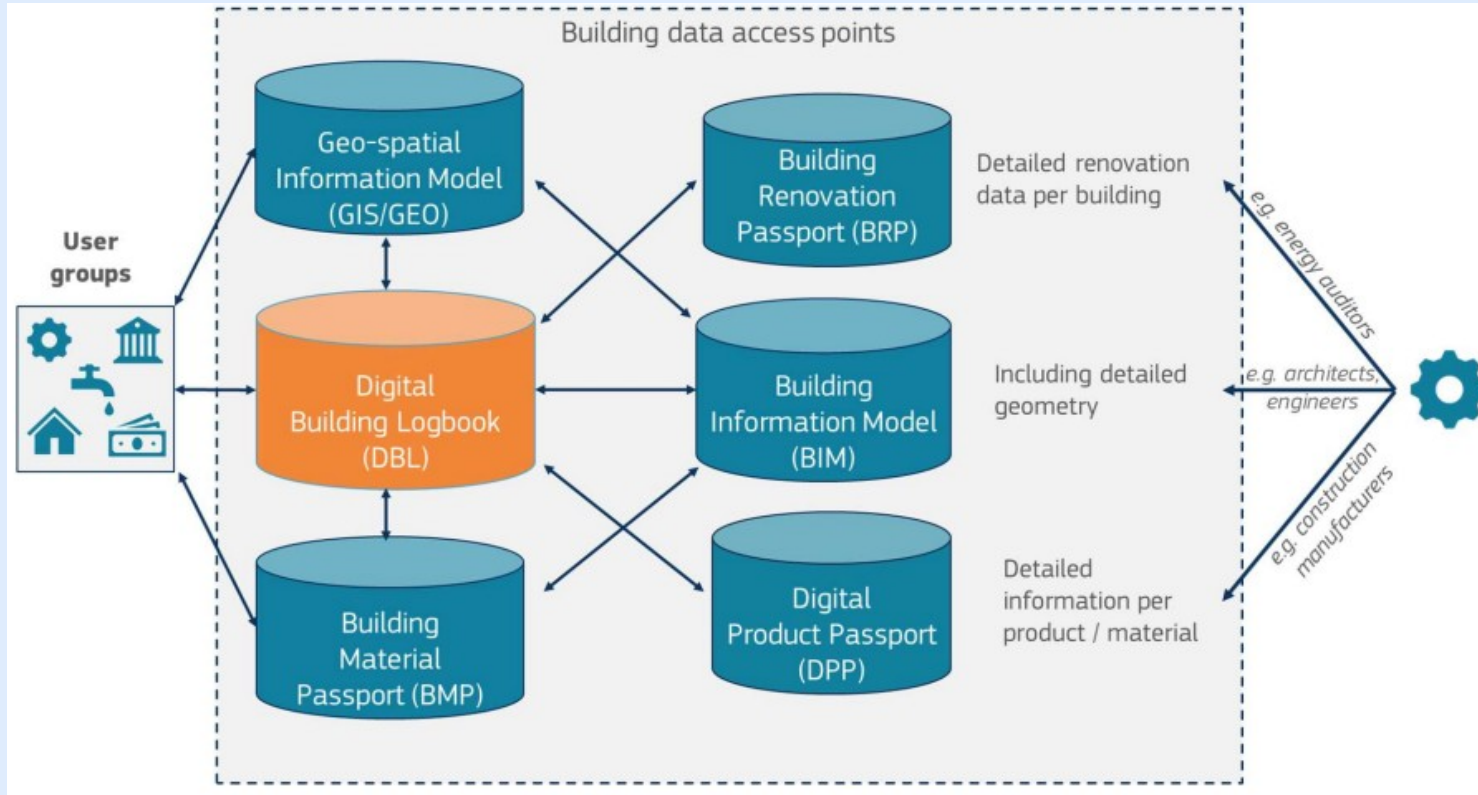 Building data access points
User
groups
Geo-spatial
Information Model
(GIS/GEO)
Digital
Building Logbook
(DBL)
Building
Material
Passport (BMP)
Building
Renovation
Passport (BRP)
Building
Information Model
(BIM)
Digital
Product Passport
(DPP)
Detailed renovation
data per building
Including detailed
geometry
Detailed
information per
product / material
e.g. energy auditors
e.g. architects,
engineers
e.g. construction
manufacturers